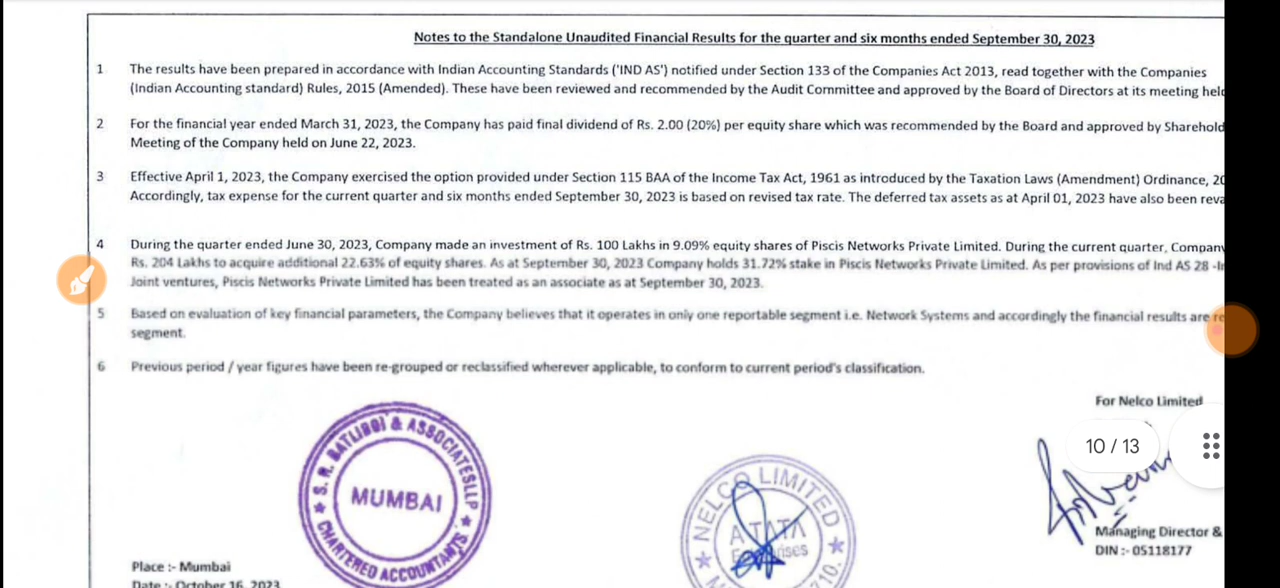 Notes to the Standalone Unaudited Financial Results for the quarter and six months ended September 30, 2023
1 The results have been prepared in accordance with Indian Accounting Standards ('IND AS') notified under Section 133 of the Companies Act 2013, read together with the Companies
(Indian Accounting standard) Rules, 2015 (Amended). These have been reviewed and recommended by the Audit Committee and approved by the Board of Directors at its meeting held
2 For the financial year ended March 31, 2023, the Company has paid final dividend of Rs. 2.00 (20%) per equity share which was recommended by the Board and approved by Sharehold
Meeting of the Company held on June 22, 2023.
3 Effective April 1, 2023, the Company exercised the option provided under Section 115 BAA of the Income Tax Act, 1961 as introduced by the Taxation Laws (Amendment) Ordinance, 20
Accordingly, tax expense for the current quarter and six months ended September 30, 2023 is based on revised tax rate. The deferred tax assets as at April 01, 2023 have also been reva
4 During the quarter ended June 30, 2023, Company made an investment of Rs. 100 Lakhs in 9.09% equity shares of Piscis Networks Private Limited. During the current quarter, Company
Rs. 204 Lakhs to acquire additional 22.63% of equity shares. As at September 30, 2023 Company holds 31.72% stake in Piscis Networks Private Limited. As per provisions of Ind AS 28 -In
Joint ventures, Piscis Networks Private Limited has been treated as an associate as at September 30, 2023.
5 Based on evaluation of key financial parameters, the Company believes that it operates in only one reportable segment i.e. Network Systems and accordingly the financial results are re
segment.
6 Previous period / year figures have been re-grouped or reclassified wherever applicable, to conform to current period's classification.
For Nelco Limited
10 / 13
S. R. BATLIBOI & ASSOCIATES LLP
MUMBAI
CHARTERED ACCOUNTANTS
NELCO LIMITED
A TATA
Enterprises
Managing Director &
DIN :- 05118177
Place :- Mumbai
Date :- October 16, 2023